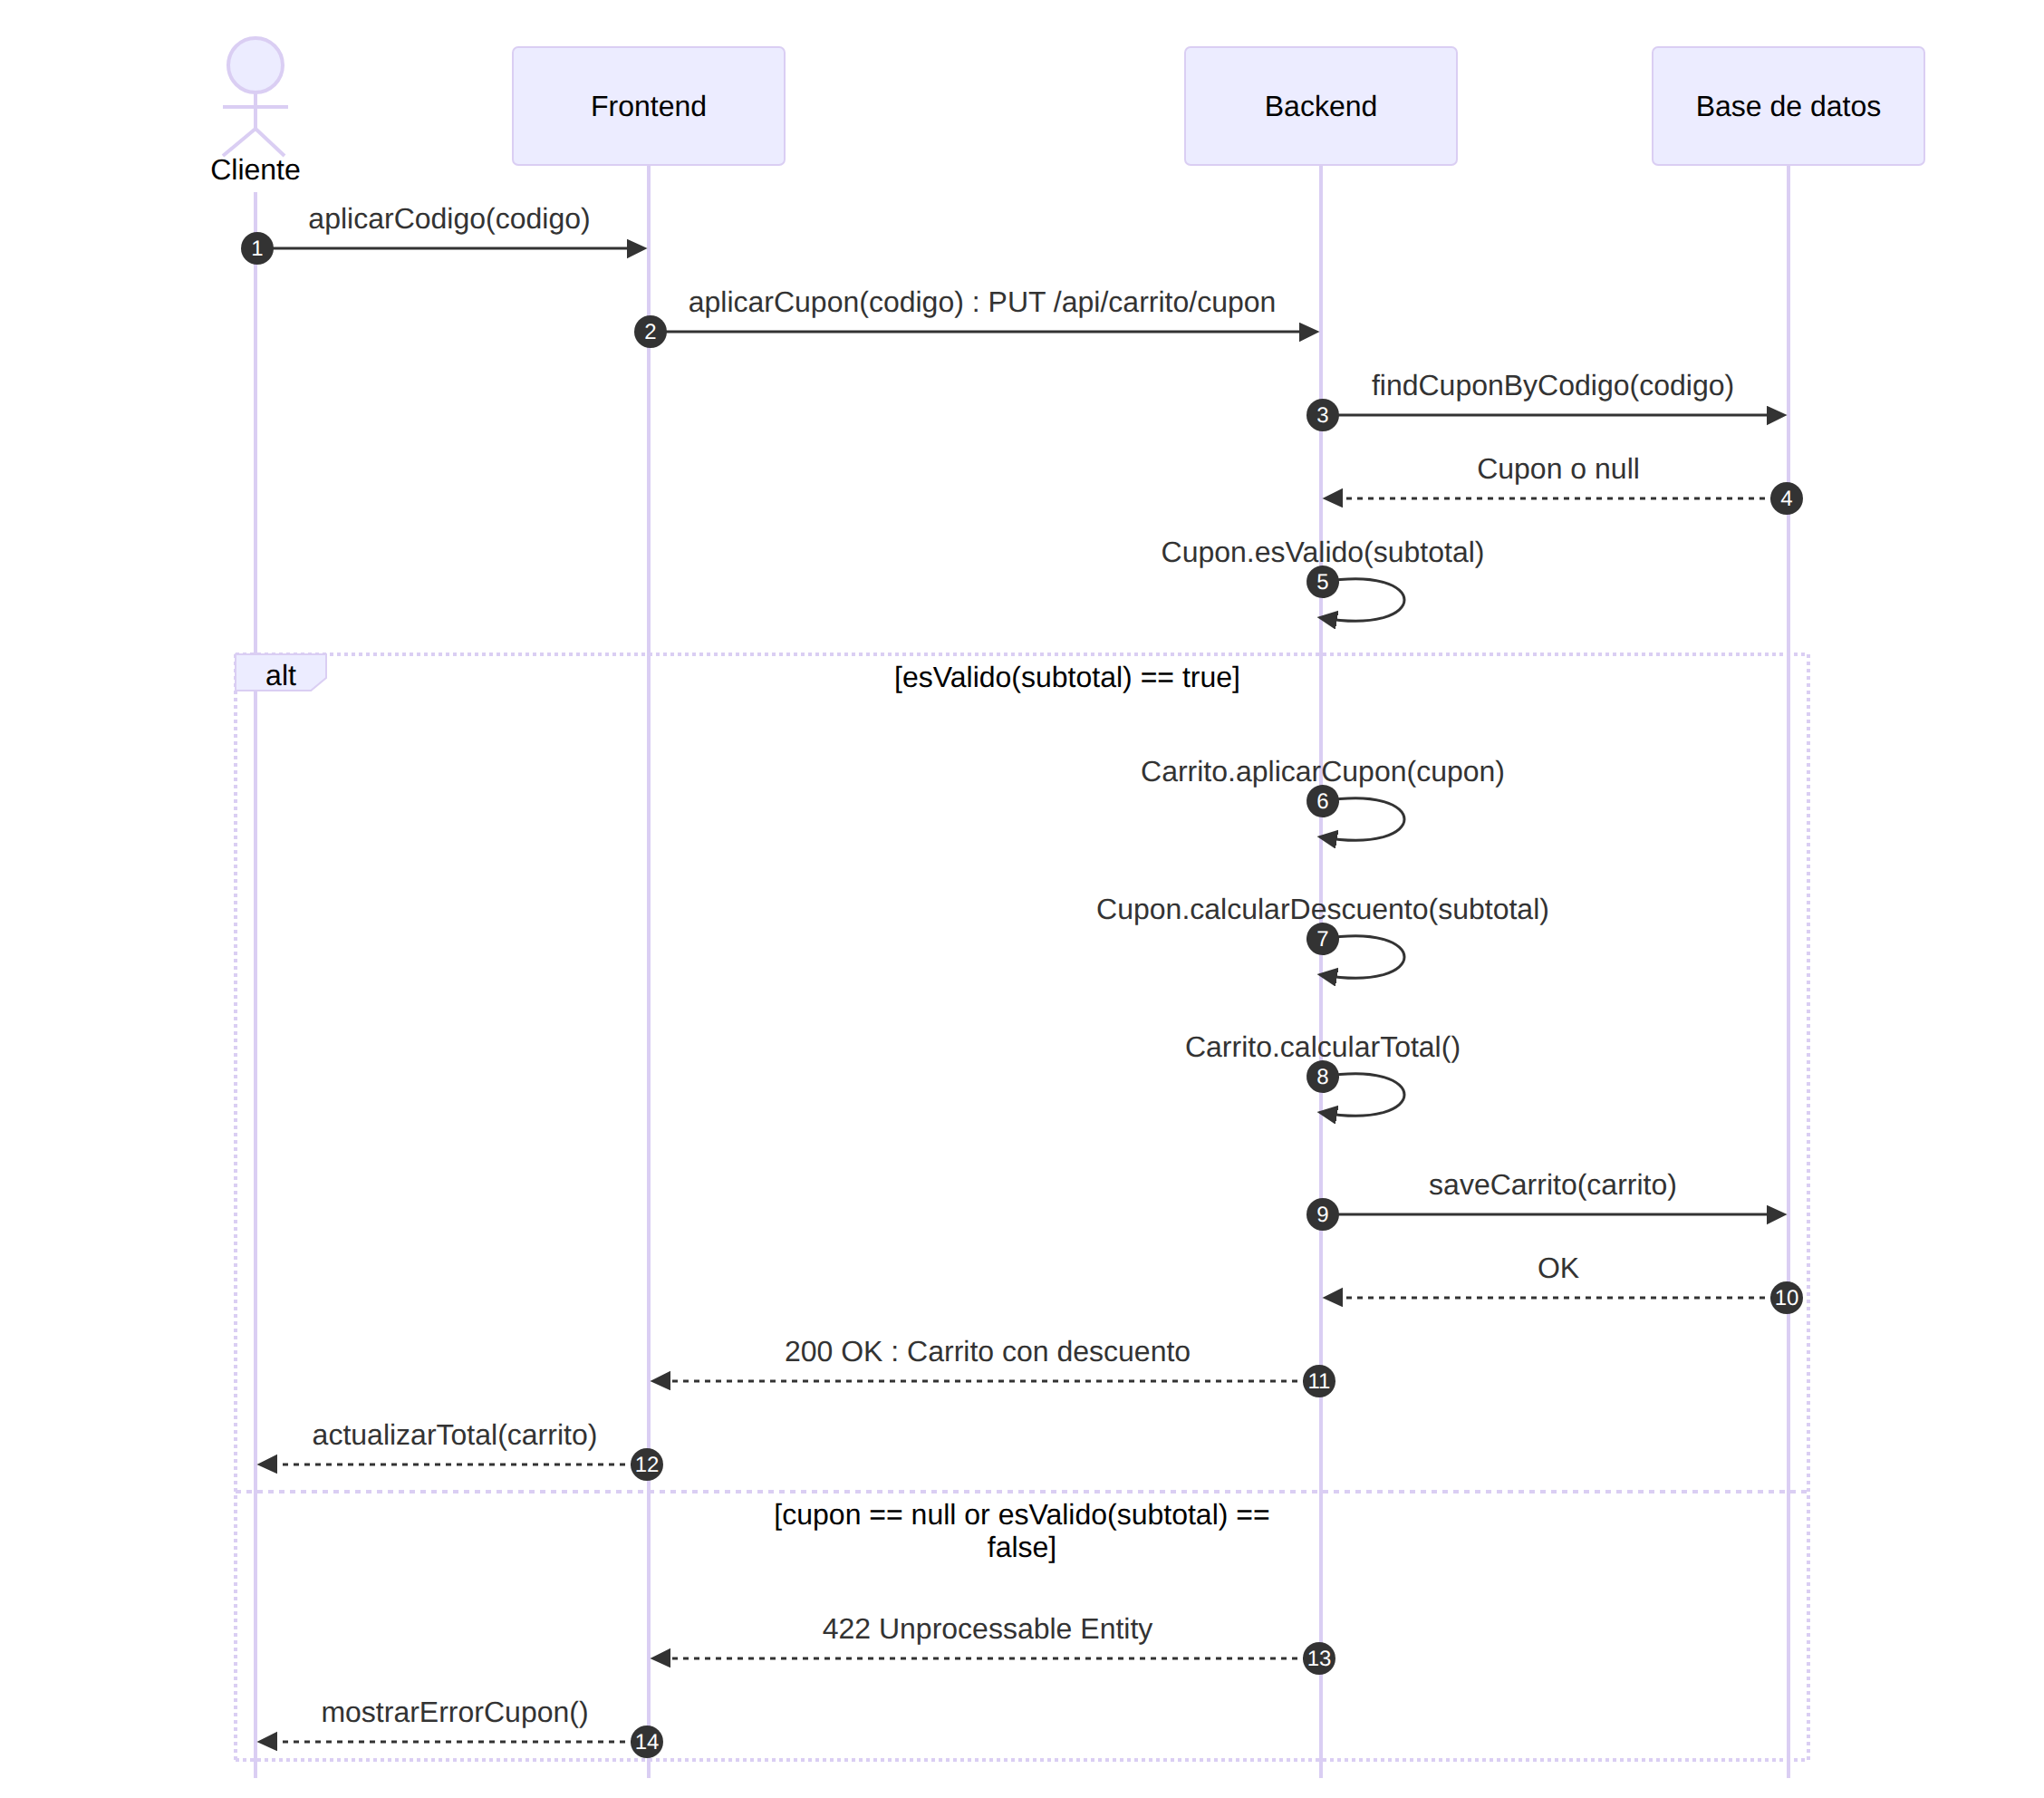 Cliente
Frontend
Backend
Base de datos
aplicarCodigo(codigo)
1
aplicarCupon(codigo) : PUT /api/carrito/cupon
2
findCuponByCodigo(codigo)
3
Cupon o null
4
Cupon.esValido(subtotal)
5
alt
[esValido(subtotal) == true]
Carrito.aplicarCupon(cupon)
6
Cupon.calcularDescuento(subtotal)
7
Carrito.calcularTotal()
8
saveCarrito(carrito)
9
OK
10
200 OK : Carrito con descuento
11
actualizarTotal(carrito)
12
[cupon == null or esValido(subtotal) ==
false]
422 Unprocessable Entity
13
mostrarErrorCupon()
14